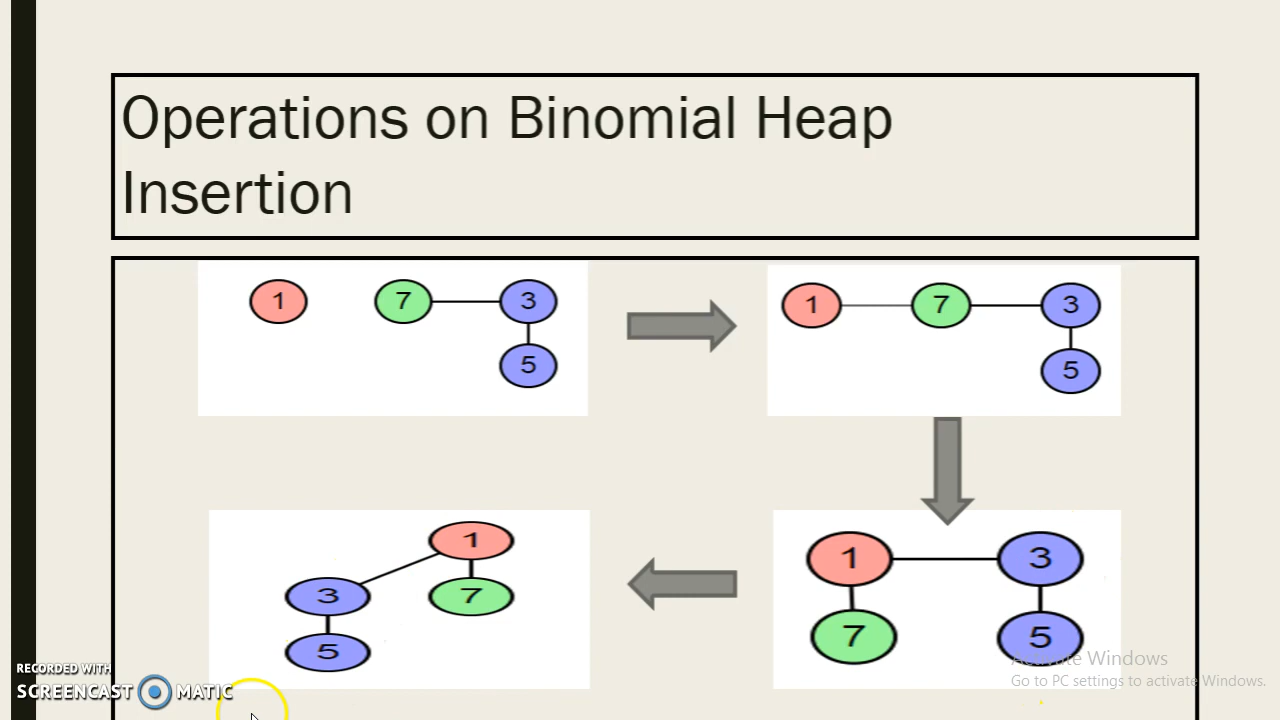 Operations on Binomial Heap
Insertion
1 7 3
5
1 7 3
5
1
3 7
5
1 3
7 5
Activate Windows
Go to PC settings to activate Windows.
RECORDED WITH
SCREENCAST MATIC